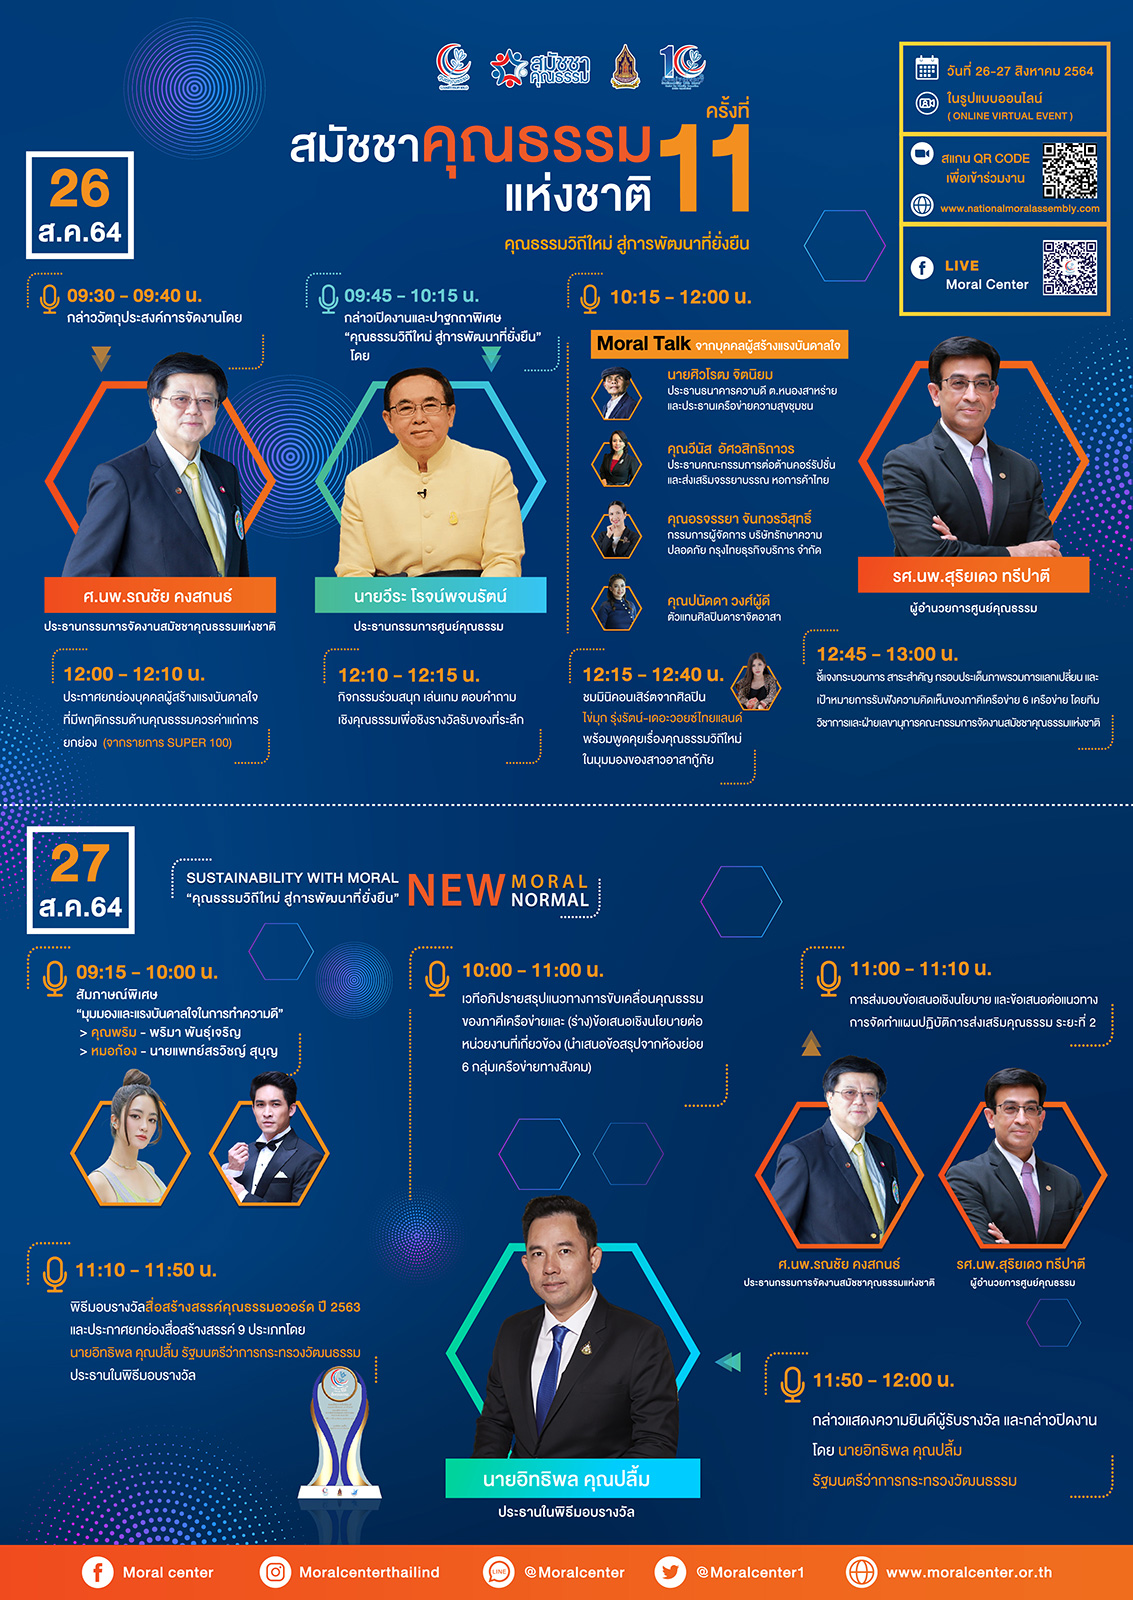 สมัชชา
คุณธรรม
สมัชชาคุณธรรม
แห่งชาติ
ครั้งที่
11
คุณธรรมวิถีใหม่ สู่การพัฒนาที่ยั่งยืน
วันที่ 26-27 สิงหาคม 2564
ในรูปแบบออนไลน์
( ONLINE VIRTUAL EVENT )
สแกน QR CODE
เพื่อเข้าร่วมงาน
www.nationalmoralassembly.com
LIVE
Moral Center
26
ส.ค.64
09:30 - 09:40 น.
กล่าววัตถุประสงค์การจัดงานโดย
ศ.นพ.รณชัย คงสกนธ์
ประธานกรรมการจัดงานสมัชชาคุณธรรมแห่งชาติ
09:45 - 10:15 น.
กล่าวเปิดงานและปาฐกถาพิเศษ
“คุณธรรมวิถีใหม่ สู่การพัฒนาที่ยั่งยืน”
โดย
นายวีระ โรจน์พจนรัตน์
ประธานกรรมการศูนย์คุณธรรม
10:15 - 12:00 น.
Moral Talk จากบุคคลผู้สร้างแรงบันดาลใจ
นายศิวโรฒ จิตนิยม
ประธานธนาคารความดี ต.หนองสาหร่าย
และประธานเครือข่ายความสุขชุมชน
คุณวีนัส อัศวสิทธิถาวร
ประธานคณะกรรมการต่อต้านคอร์รัปชั่น
และส่งเสริมจรรยาบรรณ หอการค้าไทย
คุณอรจรรยา จันทวรวิสุทธิ์
กรรมการผู้จัดการ บริษัทรักษาความ
ปลอดภัย กรุงไทยธุรกิจบริการ จำกัด
คุณปนัดดา วงศ์ผู้ดี
ตัวแทนศิลปินดาราจิตอาสา
รศ.นพ.สุริยเดว ทรีปาตี
ผู้อำนวยการศูนย์คุณธรรม
12:00 - 12:10 น.
ประกาศยกย่องบุคคลผู้สร้างแรงบันดาลใจ
ที่มีพฤติกรรมด้านคุณธรรมควรค่าแก่การ
ยกย่อง (จากรายการ SUPER 100)
12:10 - 12:15 น.
กิจกรรมร่วมสนุก เล่นเกม ตอบคำถาม
เชิงคุณธรรมเพื่อชิงรางวัลรับของที่ระลึก
12:15 - 12:40 น.
ชมมินิคอนเสิร์ตจากศิลปิน
ไข่มุก รุ่งรัตน์-เดอะวอยซ์ไทยแลนด์
พร้อมพูดคุยเรื่องคุณธรรมวิถีใหม่
ในมุมมองของสาวอาสากู้ภัย
12:45 - 13:00 น.
ชี้แจงกระบวนการ สาระสำคัญ กรอบประเด็นภาพรวมการแลกเปลี่ยน และ
เป้าหมายการรับฟังความคิดเห็นของภาคีเครือข่าย 6 เครือข่าย โดยทีม
วิชาการและฝ่ายเลขานุการคณะกรรมการจัดงานสมัชชาคุณธรรมแห่งชาติ
27
ส.ค.64
SUSTAINABILITY WITH MORAL
“คุณธรรมวิถีใหม่ สู่การพัฒนาที่ยั่งยืน”
NEW MORAL
NORMAL
09:15 - 10:00 น.
สัมภาษณ์พิเศษ
“มุมมองและแรงบันดาลใจในการทำความดี”
> คุณพริม - พริมา พันธุ์เจริญ
> หมอก้อง - นายแพทย์สรวิชญ์ สุบุญ
10:00 - 11:00 น.
เวทีอภิปรายสรุปแนวทางการขับเคลื่อนคุณธรรม
ของภาคีเครือข่ายและ (ร่าง)ข้อเสนอเชิงนโยบายต่อ
หน่วยงานที่เกี่ยวข้อง (นำเสนอข้อสรุปจากห้องย่อย
6 กลุ่มเครือข่ายทางสังคม)
11:00 - 11:10 น.
การส่งมอบข้อเสนอเชิงนโยบาย และข้อเสนอต่อแนวทาง
การจัดทำแผนปฏิบัติการส่งเสริมคุณธรรม ระยะที่ 2
ศ.นพ.รณชัย คงสกนธ์
ประธานกรรมการจัดงานสมัชชาคุณธรรมแห่งชาติ
รศ.นพ.สุริยเดว ทรีปาตี
ผู้อำนวยการศูนย์คุณธรรม
11:10 - 11:50 น.
พิธีมอบรางวัลสื่อสร้างสรรค์คุณธรรมอวอร์ด ปี 2563
และประกาศยกย่องสื่อสร้างสรรค์ 9 ประเภทโดย
นายอิทธิพล คุณปลื้ม รัฐมนตรีว่าการกระทรวงวัฒนธรรม
ประธานในพิธีมอบรางวัล
นายอิทธิพล คุณปลื้ม
ประธานในพิธีมอบรางวัล
11:50 - 12:00 น.
กล่าวแสดงความยินดีผู้รับรางวัล และกล่าวปิดงาน
โดย นายอิทธิพล คุณปลื้ม
รัฐมนตรีว่าการกระทรวงวัฒนธรรม
Moral center
Moralcenterthailind
LINE
@Moralcenter
@Moralcenter1
www.moralcenter.or.th